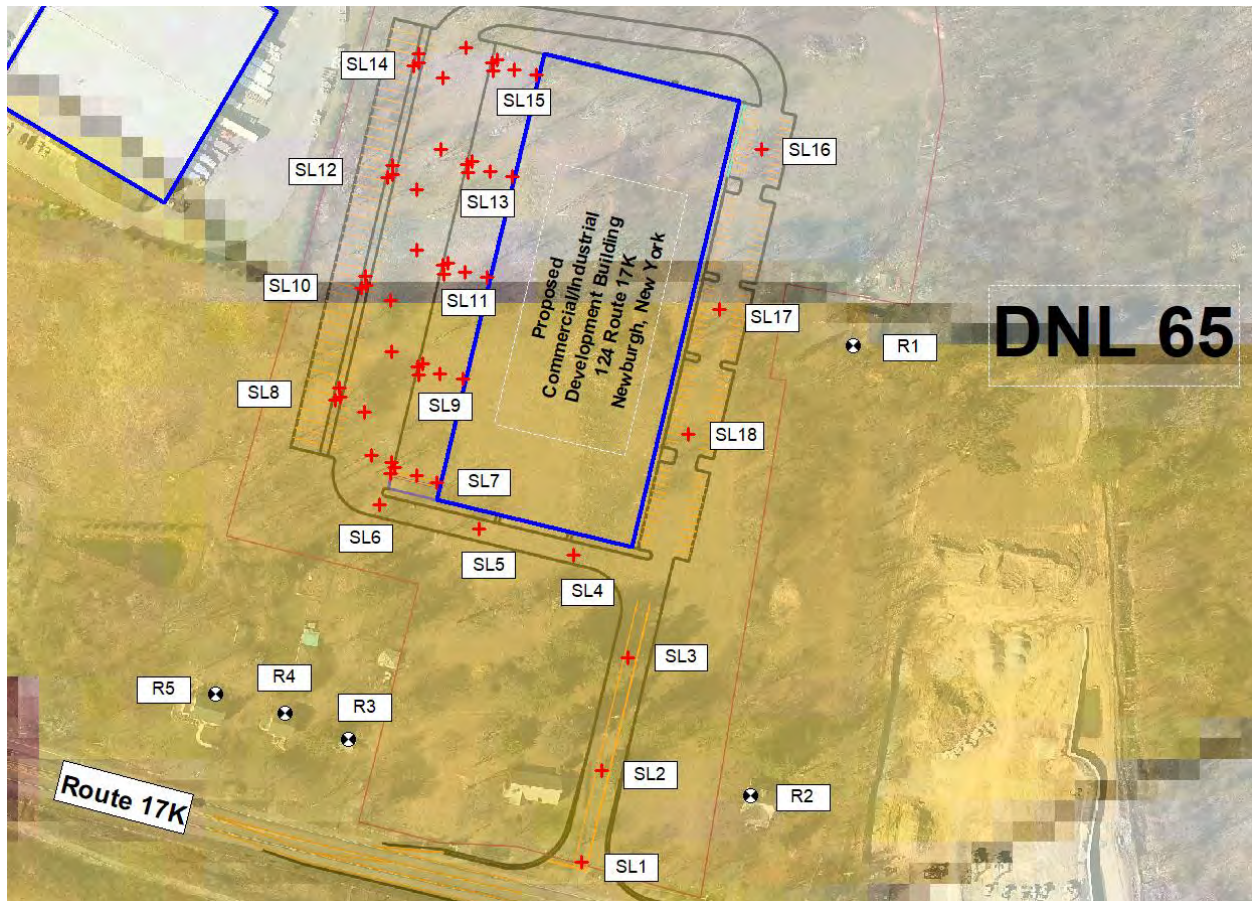 SL14
SL15
SL16
SL12
SL13
Proposed
Commercial/Industrial
Development Building
124 Route 17K
Newburgh, New York
SL10
SL11
SL17
DNL 65
R1
SL8
SL9
SL18
SL7
SL6
SL5
SL4
SL3
R5
R4
R3
SL2
R2
Route 17K
SL1